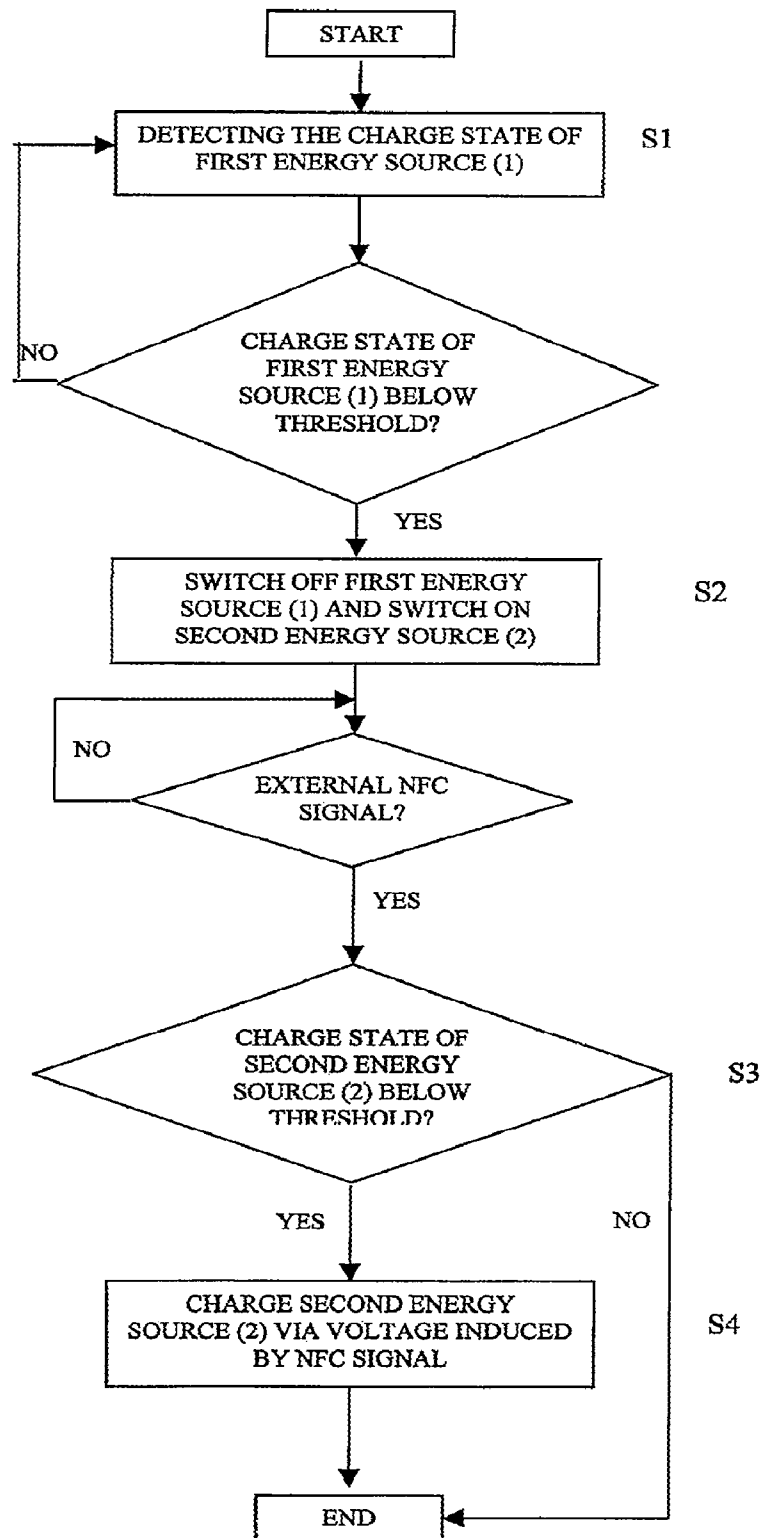 START
DETECTING THE CHARGE STATE OF
FIRST ENERGY SOURCE (1)
S1
CHARGE STATE OF
FIRST ENERGY
SOURCE (1) BELOW
THRESHOLD?
NO
YES
SWITCH OFF FIRST ENERGY
SOURCE (1) AND SWITCH ON
SECOND ENERGY SOURCE (2)
S2
NO
EXTERNAL NFC
SIGNAL?
YES
CHARGE STATE OF
SECOND ENERGY
SOURCE (2) BELOW
THRESHOLD?
S3
YES
NO
CHARGE SECOND ENERGY
SOURCE (2) VIA VOLTAGE INDUCED
BY NFC SIGNAL
S4
END